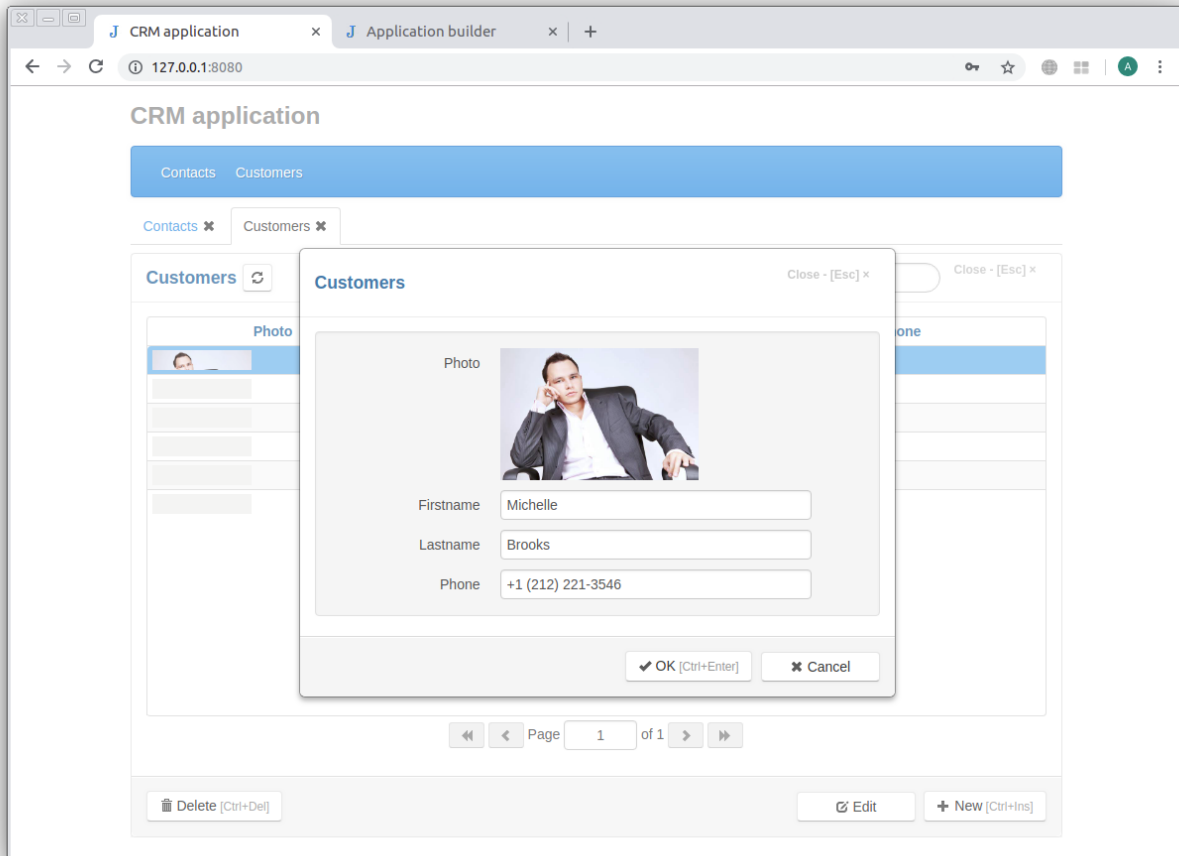 CRM application
Application builder
127.0.0.1:8080
A
CRM application
Contacts Customers
Contacts Customers
Customers
Close - [Esc] ×
Photo
one
Customers
Close - [Esc] ×
Photo
Firstname Michelle
Lastname Brooks
Phone +1 (212) 221-3546
OK [Ctrl+Enter] Cancel
Page 1 of 1
Delete [Ctrl+Del] Edit New [Ctrl+Ins]